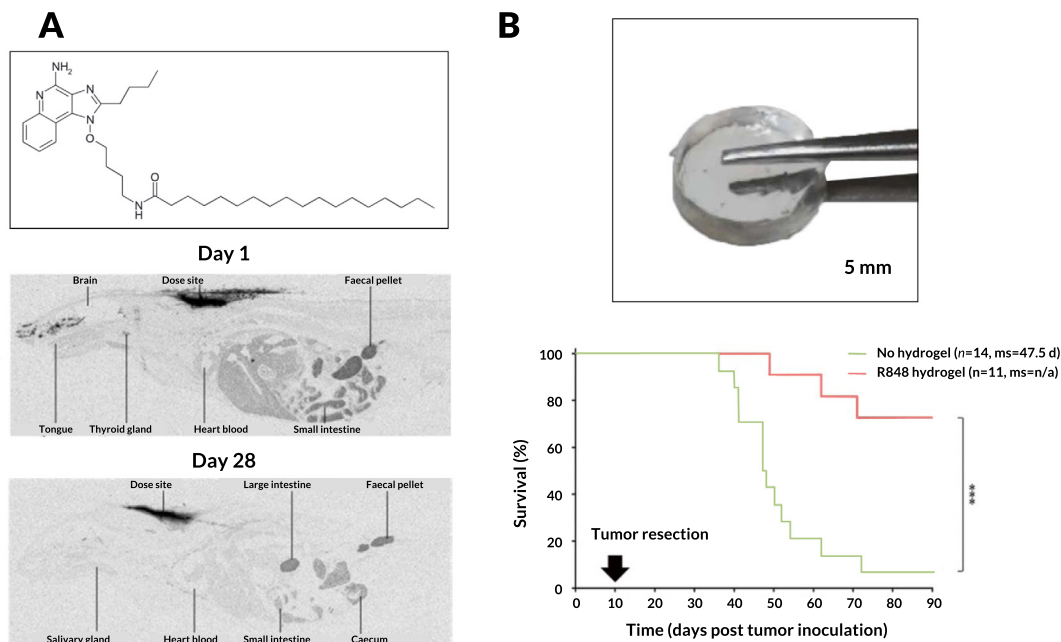 A
NH2
N
N
N
O
O
N
H
Day 1
Brain
Dose site
Faecal pellet
Tongue
Thyroid gland
Heart blood
Small intestine
Day 28
Dose site
Large intestine
Faecal pellet
Salivary gland
Heart blood
Small intestine
Caecum
B
5 mm
No hydrogel (n=14, ms=47.5 d)
R848 hydrogel (n=11, ms=n/a)
100
80
60
40
20
0
Survival (%)
Tumor resection
***
0 10 20 30 40 50 60 70 80 90
Time (days post tumor inoculation)